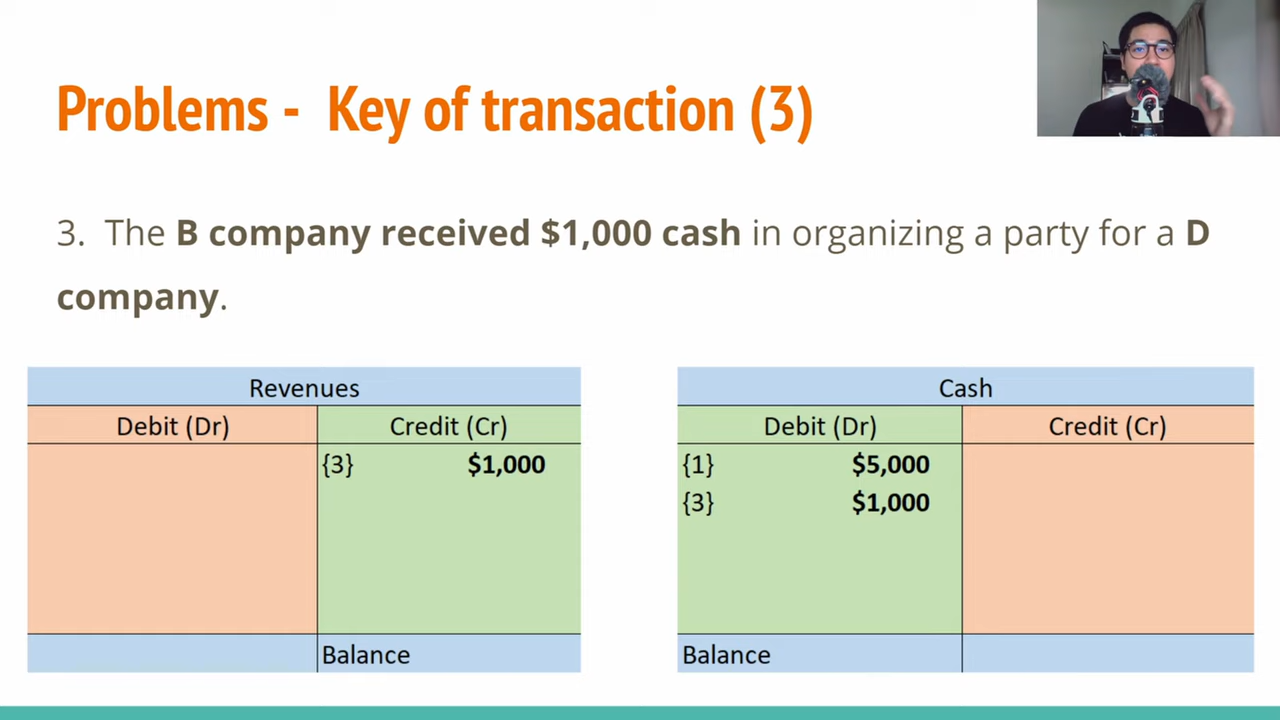 Problems - Key of transaction (3)
3. The B company received $1,000 cash in organizing a party for a D
company.
Revenues
Debit (Dr) Credit (Cr)
{3} $1,000
Balance
Cash
Debit (Dr) Credit (Cr)
{1} $5,000
{3} $1,000
Balance